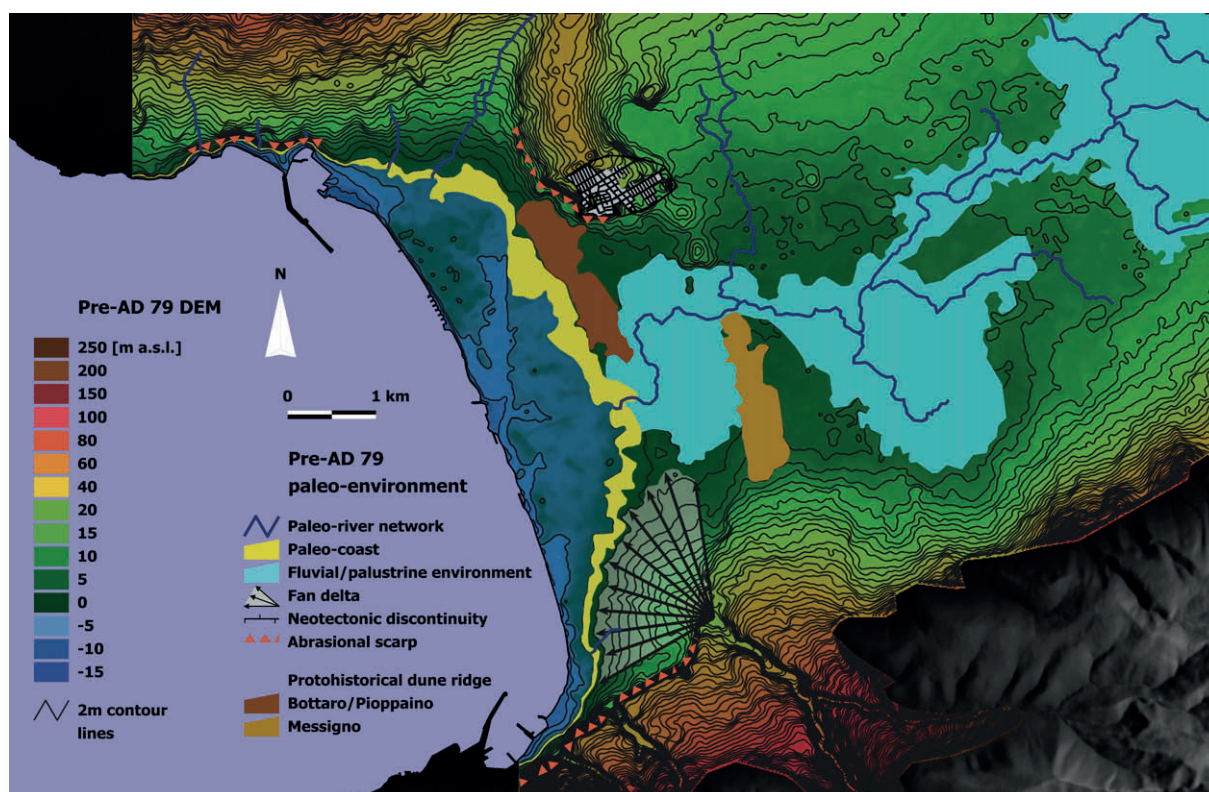 N
Pre-AD 79 DEM
250 [m a.s.l.]
200
150
100
80
60
40
20
15
10
5
0
-5
-10
-15
2m contour
lines
0 1 km
Pre-AD 79
paleo-environment
Paleo-river network
Paleo-coast
Fluvial/palustrine environment
Fan delta
Neotectonic discontinuity
Abrasional scarp
Protohistorical dune ridge
Bottaro/Pioppaino
Messigno